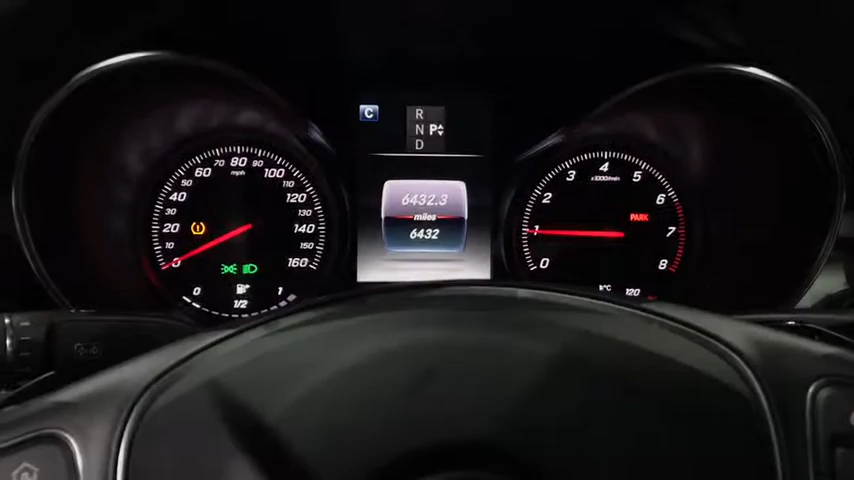 70 80 90
60 mph 100
50 110
40 120
30 130
20 140
10 150
0 160
0 1/2 1
C
R
N P
D
6432.3
miles
6432
4
3 x1000/min 5
2 6
PARK
1 7
0 8
°C 120